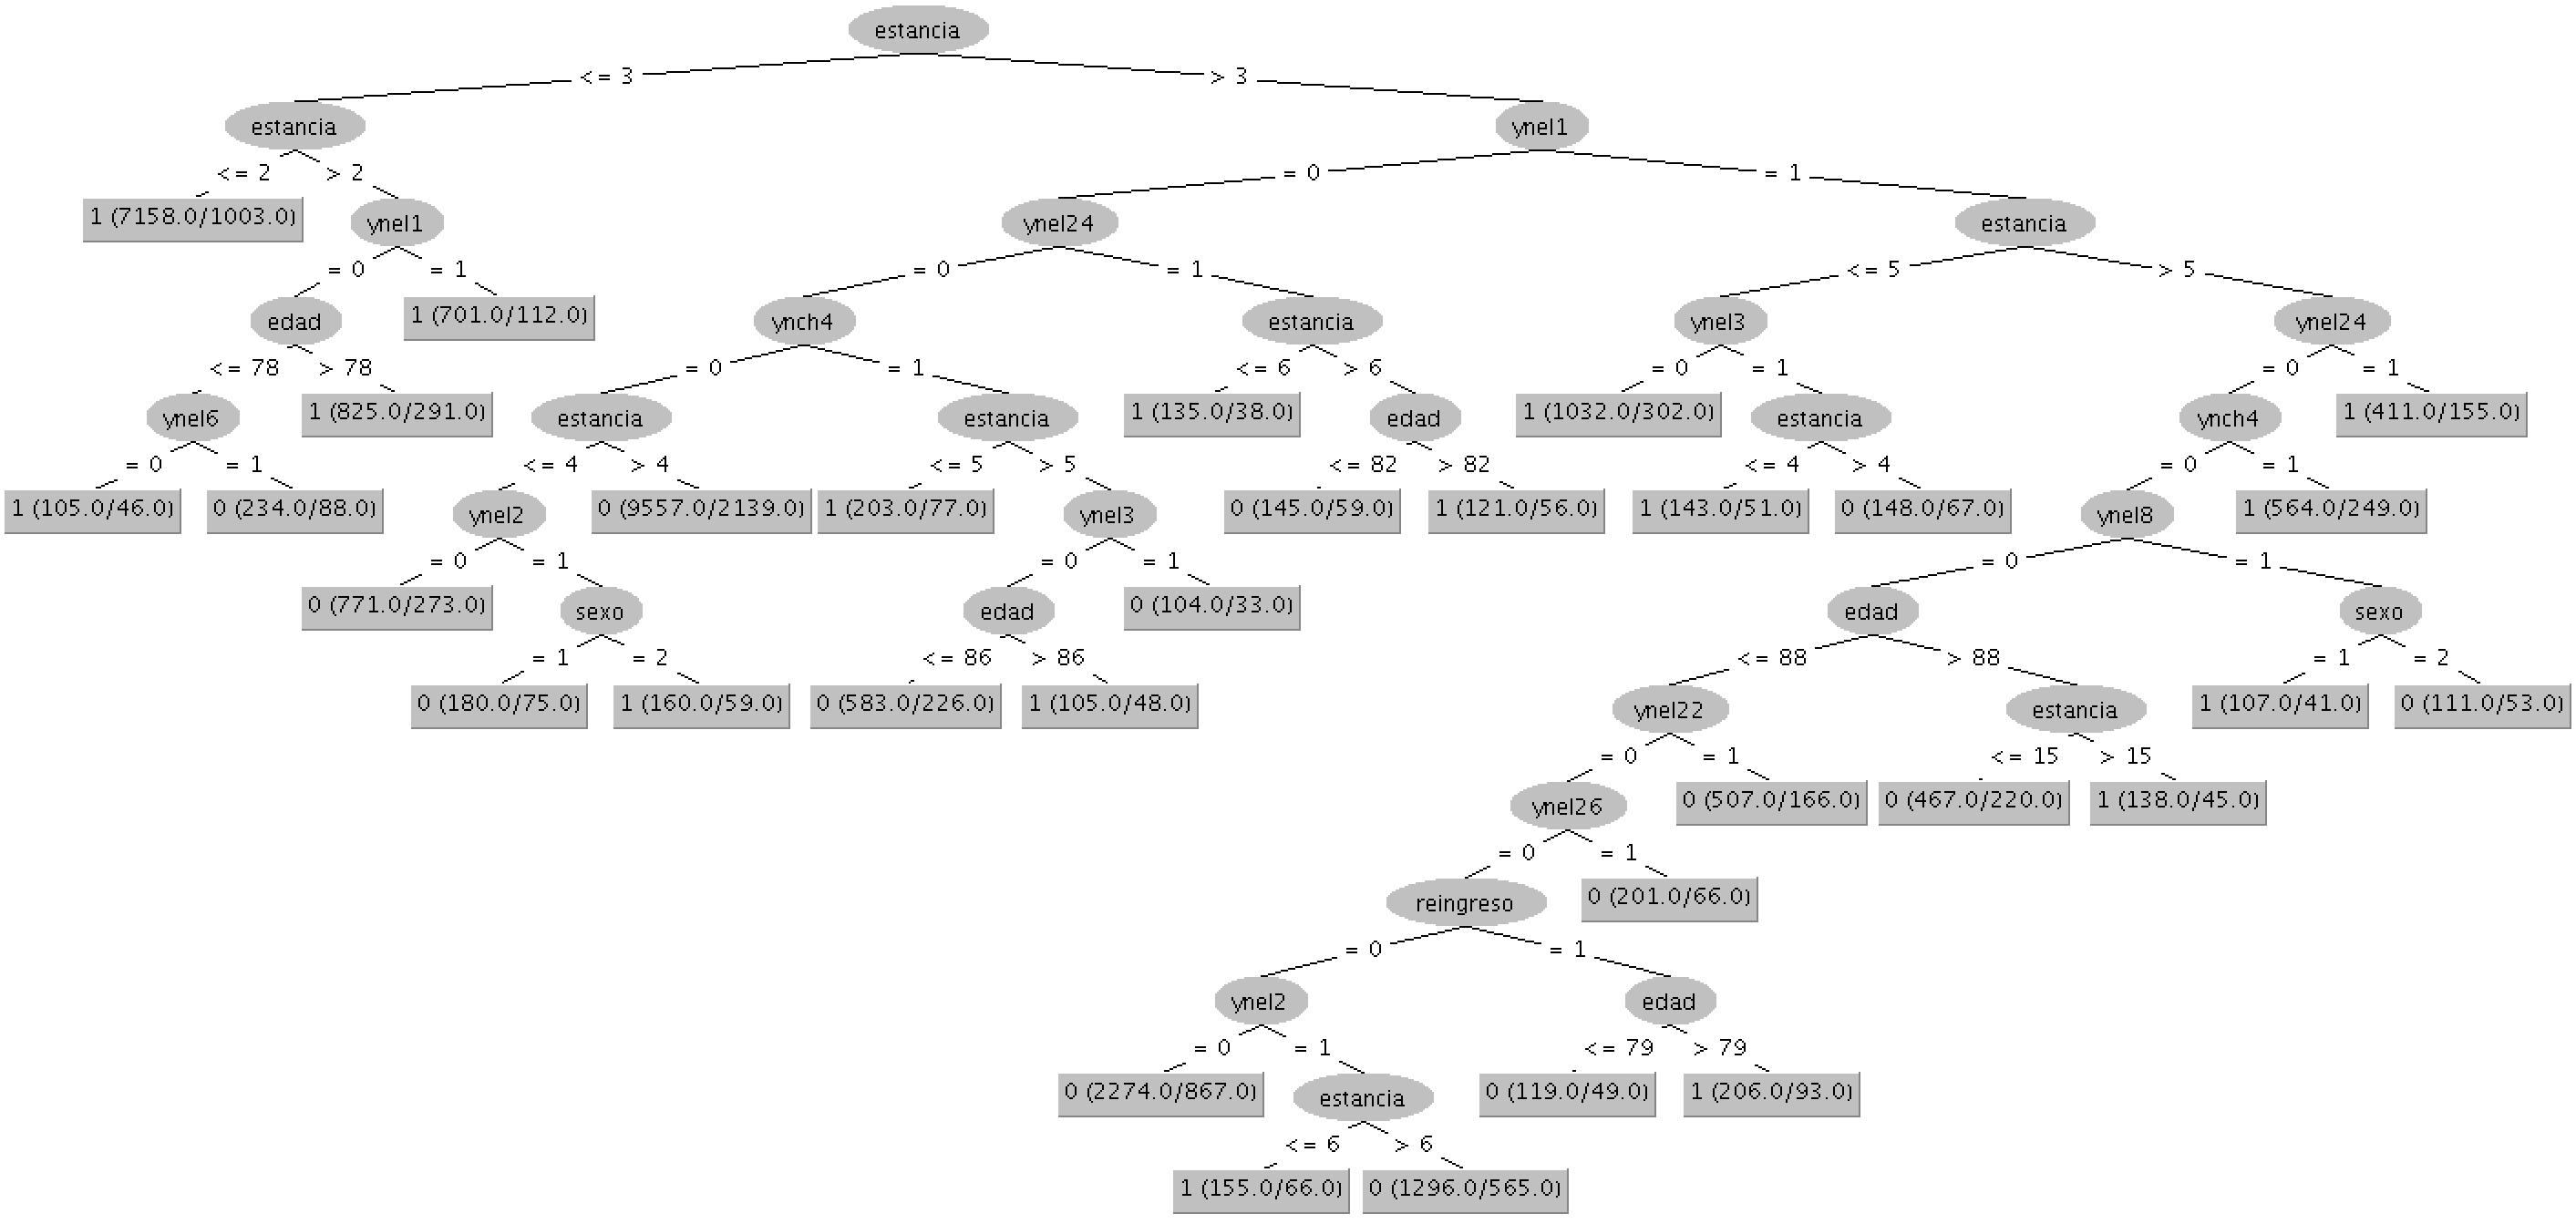 estancia
<= 3 > 3
estancia ynel1
<= 2 > 2 = 0 = 1
1 (7158.0/1003.0) ynel1 ynel24 estancia
= 0 = 1 = 0 = 1 <= 5 > 5
edad 1 (701.0/112.0) ynch4 estancia ynel3 ynel24
<= 78 > 78 = 0 = 1 <= 6 > 6 = 0 = 1 = 0 = 1
ynel6 1 (825.0/291.0) estancia estancia 1 (135.0/38.0) edad 1 (1032.0/302.0) estancia ynch4 1 (411.0/155.0)
= 0 = 1 <= 4 > 4 <= 5 > 5 <= 82 > 82 <= 4 > 4 = 0 = 1
1 (105.0/46.0) 0 (234.0/88.0) ynel2 0 (9557.0/2139.0) 1 (203.0/77.0) ynel3 0 (145.0/59.0) 1 (121.0/56.0) 1 (143.0/51.0) 0 (148.0/67.0) ynel8 1 (564.0/249.0)
= 0 = 1 = 0 = 1 = 0 = 1
0 (771.0/273.0) sexo edad 0 (104.0/33.0) edad sexo
= 1 = 2 <= 86 > 86 <= 88 > 88 = 1 = 2
0 (180.0/75.0) 1 (160.0/59.0) 0 (583.0/226.0) 1 (105.0/48.0) ynel22 estancia 1 (107.0/41.0) 0 (111.0/53.0)
= 0 = 1 <= 15 > 15
ynel26 0 (507.0/166.0) 0 (467.0/220.0) 1 (138.0/45.0)
= 0 = 1
reingreso 0 (201.0/66.0)
= 0 = 1
ynel2 edad
= 0 = 1 <= 79 > 79
0 (2274.0/867.0) estancia 0 (119.0/49.0) 1 (206.0/93.0)
<= 6 > 6
1 (155.0/66.0) 0 (1296.0/565.0)